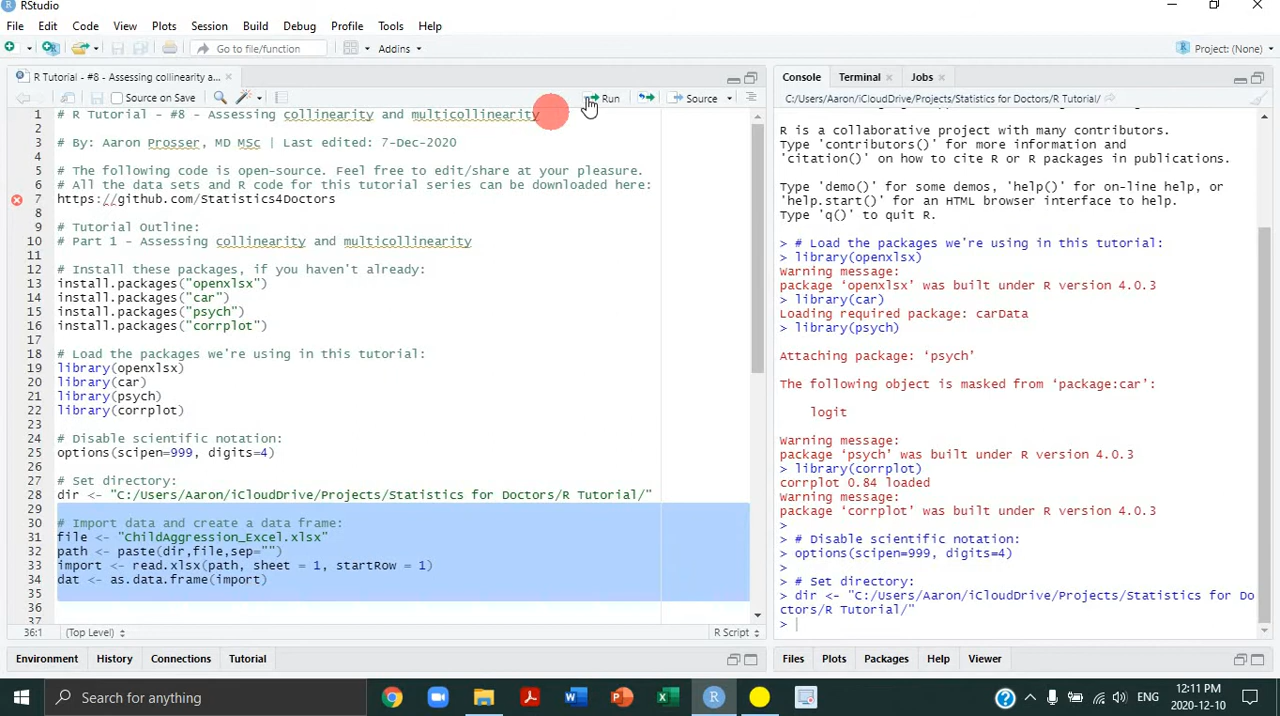 RStudio
File Edit Code View Plots Session Build Debug Profile Tools Help
Go to file/function Addins Project: (None)
R Tutorial - #8 - Assessing collinearity a...
Source on Save Run Source
1 # R Tutorial - #8 - Assessing collinearity and multicollinearity
2
3 # By: Aaron Prosser, MD MSc | Last edited: 7-Dec-2020
4
5 # The following code is open-source. Feel free to edit/share at your pleasure.
6 # All the data sets and R code for this tutorial series can be downloaded here:
7 https://github.com/Statistics4Doctors
8
9 # Tutorial Outline:
10 # Part 1 - Assessing collinearity and multicollinearity
11
12 # Install these packages, if you haven't already:
13 install.packages("openxlsx")
14 install.packages("car")
15 install.packages("psych")
16 install.packages("corrplot")
17
18 # Load the packages we're using in this tutorial:
19 library(openxlsx)
20 library(car)
21 library(psych)
22 library(corrplot)
23
24 # Disable scientific notation:
25 options(scipen=999, digits=4)
26
27 # Set directory:
28 dir <- "C:/Users/Aaron/iCloudDrive/Projects/Statistics for Doctors/R Tutorial/"
29
30 # Import data and create a data frame:
31 file <- "ChildAggression_Excel.xlsx"
32 path <- paste(dir,file,sep="")
33 import <- read.xlsx(path, sheet = 1, startRow = 1)
34 dat <- as.data.frame(import)
35
36
37
36:1 (Top Level) R Script
Environment History Connections Tutorial
Console Terminal Jobs
C:/Users/Aaron/iCloudDrive/Projects/Statistics for Doctors/R Tutorial/
R is a collaborative project with many contributors.
Type 'contributors()' for more information and
'citation()' on how to cite R or R packages in publications.
Type 'demo()' for some demos, 'help()' for on-line help, or
'help.start()' for an HTML browser interface to help.
Type 'q()' to quit R.
> # Load the packages we're using in this tutorial:
> library(openxlsx)
Warning message:
package ‘openxlsx’ was built under R version 4.0.3
> library(car)
Loading required package: carData
> library(psych)
Attaching package: ‘psych’
The following object is masked from ‘package:car’:
logit
Warning message:
package ‘psych’ was built under R version 4.0.3
> library(corrplot)
corrplot 0.84 loaded
Warning message:
package ‘corrplot’ was built under R version 4.0.3
>
> # Disable scientific notation:
> options(scipen=999, digits=4)
>
> # Set directory:
> dir <- "C:/Users/Aaron/iCloudDrive/Projects/Statistics for Do
ctors/R Tutorial/"
>
Files Plots Packages Help Viewer
Search for anything
ENG
12:11 PM
2020-12-10